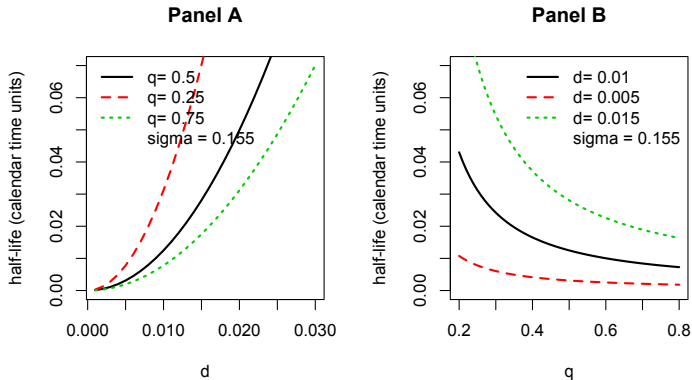 Panel A
half-life (calendar time units)
0.00 0.02 0.04 0.06
q= 0.5
q= 0.25
q= 0.75
sigma = 0.155
0.000 0.010 0.020 0.030
d
Panel B
half-life (calendar time units)
0.00 0.02 0.04 0.06
d= 0.01
d= 0.005
d= 0.015
sigma = 0.155
0.2 0.4 0.6 0.8
q